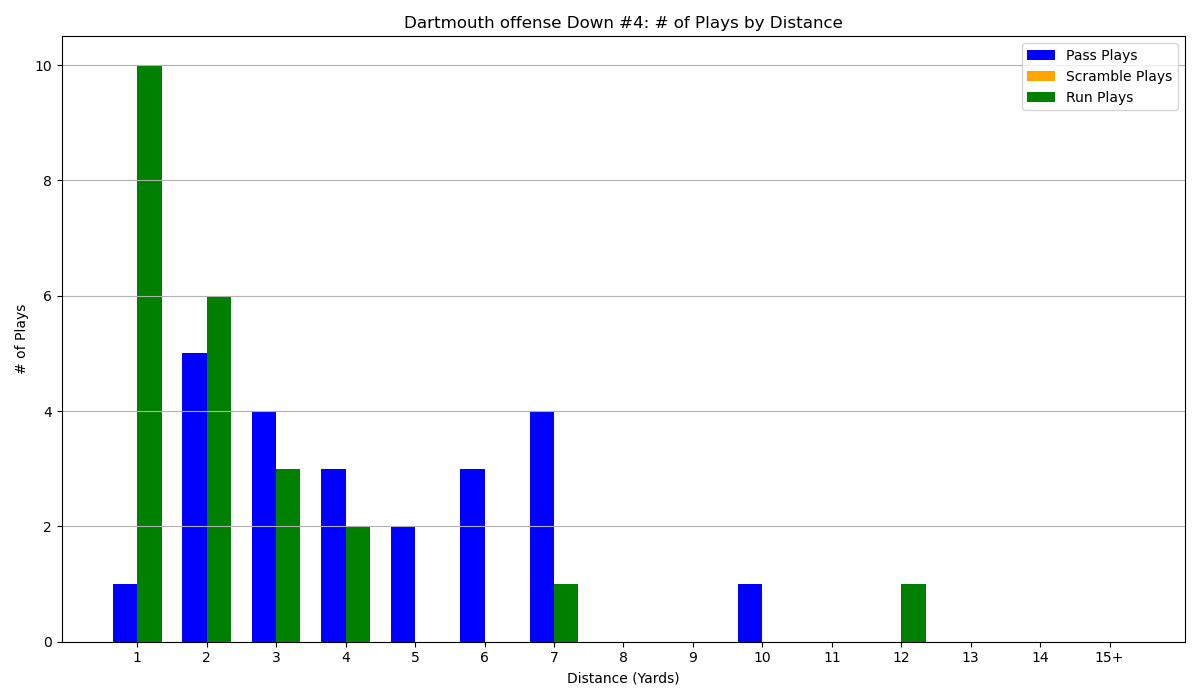 Dartmouth offense Down #4: # of Plays by Distance
Pass Plays
Scramble Plays
Run Plays
# of Plays
10
8
6
4
2
0
1 2 3 4 5 6 7 8 9 10 11 12 13 14 15+
Distance (Yards)